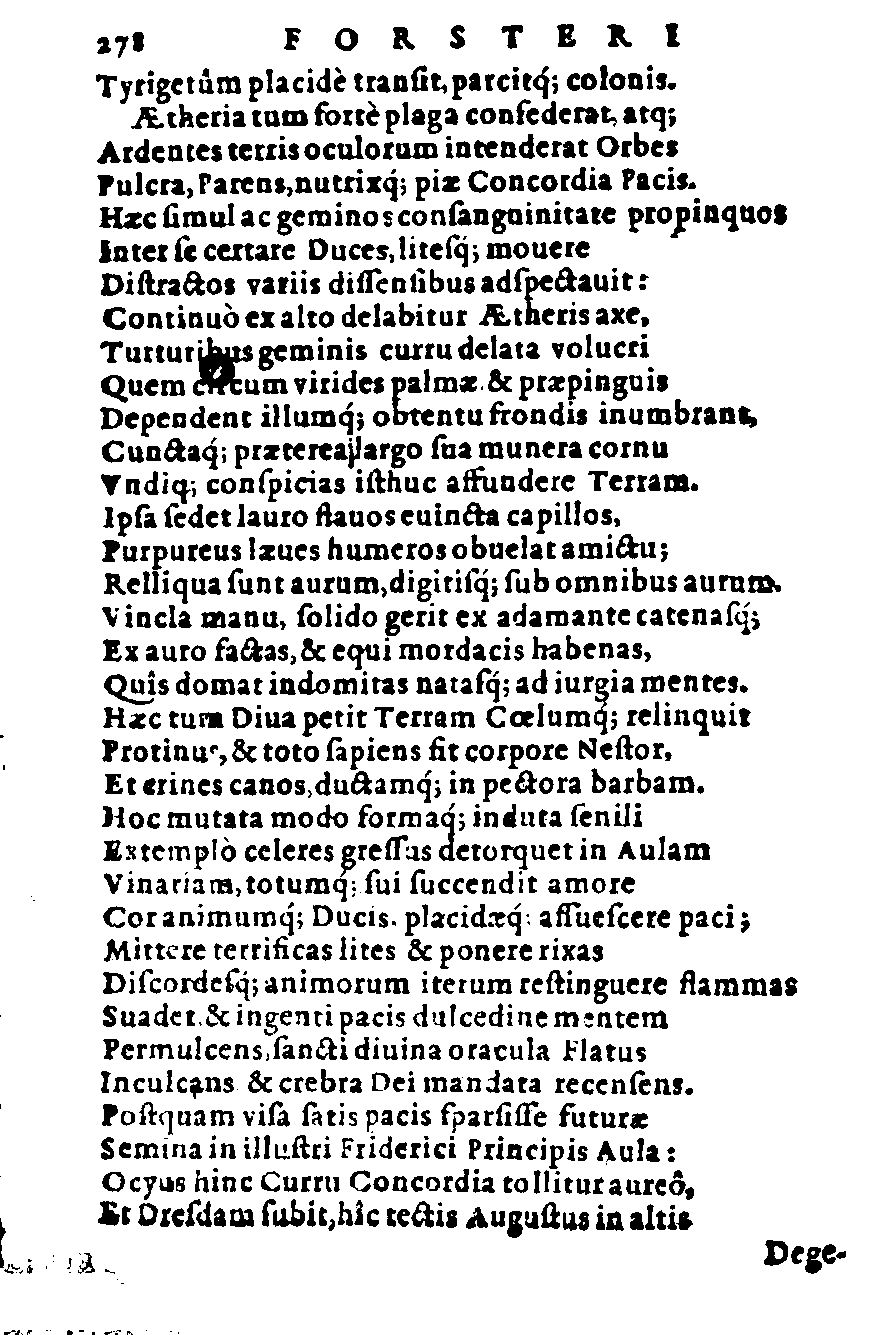 278 FORSTERI
Tyrigetûm placidè tranſit, parcitq́; colonis.
Ætheria tum fortè plaga conſederat, atq;
Ardentes terris oculorum intenderat Orbes
Pulcra, Parens, nutrixq́; piæ Concordia Pacis.
Hæc ſimul ac geminos conſanguinitate propinquos
Inter ſe certare Duces, liteſq́; mouere
Diſtractos variis diſſenſibus adſpectauit:
Continuò ex alto delabitur Ætheris axe,
Turturibus geminis curru delata volucri
Quem circum virides palmæ & præpinguis
Dependent illumq́; obtentu frondis inumbrant,
Cunctaq́; præterea largo ſua munera cornu
Vndiq; conſpicias iſthuc affundere Terram.
Ipſa ſedet lauro flauos euincta capillos,
Purpureus læues humeros obuelat amictu;
Relliqua ſunt aurum, digitiſq́; ſub omnibus aurum.
Vincla manu, ſolido gerit ex adamante catenaſq́;
Ex auro factas, & equi mordacis habenas,
Quîs domat indomitas nataſq́; ad iurgia mentes.
Hæc tum Diua petit Terram Cœlumq́; relinquit
Protinus, & toto ſapiens fit corpore Neſtor,
Et crines canos, ductamq́; in pectora barbam.
Hoc mutata modo formaq́; induta ſenili
Extemplò celeres greſſus detorquet in Aulam
Vinariam, totumq́; ſui ſuccendit amore
Cor animumq́; Ducis. placidæq́; aſſueſcere paci;
Mittere terrificas lites & ponere rixas
Diſcordeſq́; animorum iterum reſtinguere flammas
Suadet. & ingenti pacis dulcedine mentem
Permulcens, ſancti diuina oracula Flatus
Inculcans & crebra Dei mandata recenſens.
Poſtquam viſa ſatis pacis ſparſiſſe futuræ
Semina in illuſtri Friderici Principis Aula:
Ocyus hinc Curru Concordia tollitur aureô,
Et Dreſdam ſubit, hîc tectis Auguſtus in altis
Dege-